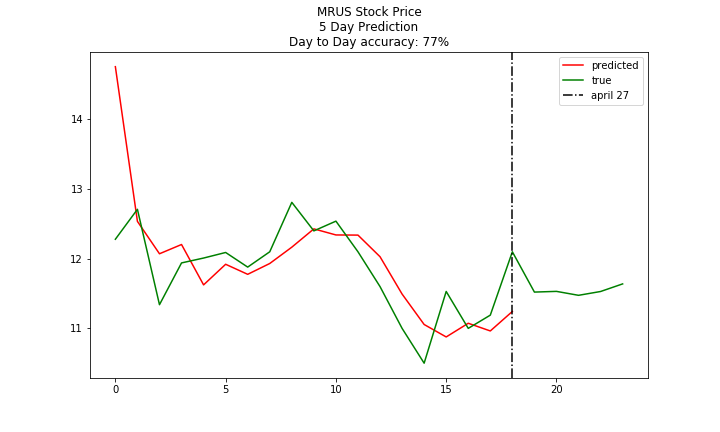 MRUS Stock Price
5 Day Prediction
Day to Day accuracy: 77%
predicted
true
april 27
14
13
12
11
0
5
10
15
20